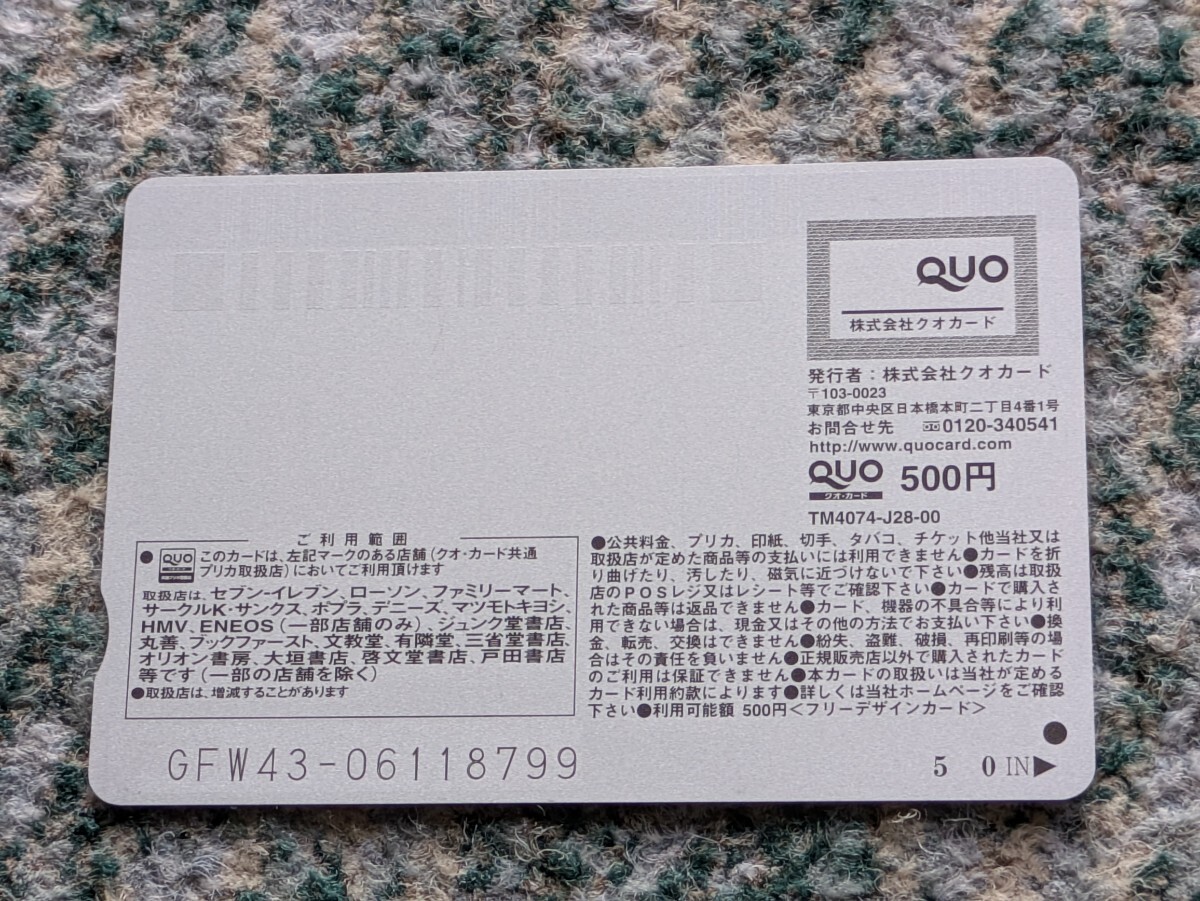 QUO
株式会社クオカード
発行者：株式会社クオカード
〒103-0023
東京都中央区日本橋本町二丁目4番1号
お問合せ先 0120-340541
http://www.quocard.com
QUO 500円
クオ・カード
TM4074-J28-00
ご利用範囲
●QUO このカードは、左記マークのある店舗（クオ・カード共通
プリカ取扱店）においてご利用頂けます
取扱店は、セブン-イレブン、ローソン、ファミリーマート、
サークルK・サンクス、ポプラ、デニーズ、マツモトキヨシ、
HMV、ENEOS（一部店舗のみ）、ジュンク堂書店、
丸善、ブックファースト、文教堂、有隣堂、三省堂書店、
オリオン書房、大垣書店、啓文堂書店、戸田書店
等です（一部の店舗を除く）
●取扱店は、増減することがあります
●公共料金、プリカ、印紙、切手、タバコ、チケット他当社又は
取扱店が定めた商品等の支払いには利用できません●カードを折
り曲げたり、汚したり、磁気に近づけないで下さい●残高は取扱
店のPOSレジ又はレシート等でご確認下さい●カードで購入さ
れた商品等は返品できません●カード、機器の不具合等により利
用できない場合は、現金又はその他の方法でお支払い下さい●換
金、転売、交換はできません●紛失、盗難、破損、再印刷等の場
合はその責任を負いません●正規販売店以外で購入されたカード
のご利用は保証できません●本カードの取扱いは当社が定める
カード利用約款によります●詳しくは当社ホームページをご確認
下さい●利用可能額 500円＜フリーデザインカード＞
GFW43-06118799
5 0 IN▶